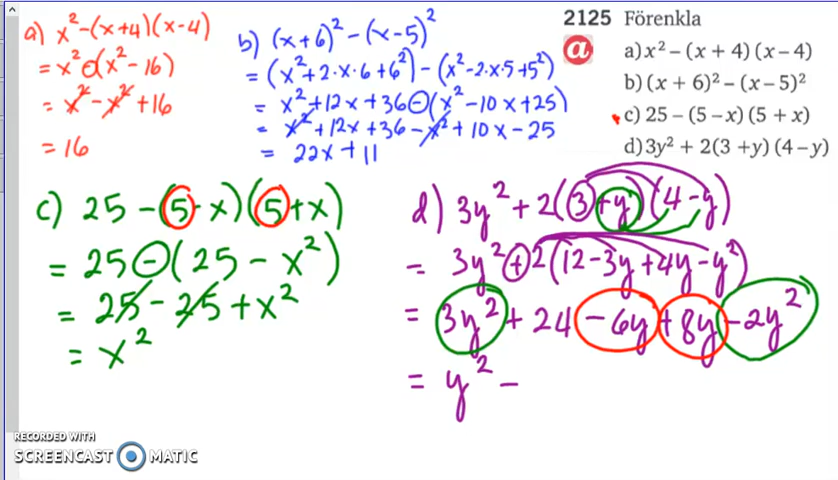 a) x² - (x+4)(x-4)
= x² - (x² - 16)
= x² - x² + 16
= 16
b) (x+6)² - (x-5)²
= (x² + 2·x·6 + 6²) - (x² - 2·x·5 + 5²)
= x² + 12x + 36 - (x² - 10x + 25)
= x² + 12x + 36 - x² + 10x - 25
= 22x + 11
2125 Förenkla
a
a) x² − (x + 4) (x − 4)
b) (x + 6)² − (x − 5)²
c) 25 − (5 − x) (5 + x)
d) 3y² + 2(3 + y) (4 − y)
c) 25 - (5 - x)(5 + x)
= 25 - (25 - x²)
= 25 - 25 + x²
= x²
d) 3y² + 2(3 + y)(4 - y)
= 3y² + 2(12 - 3y + 4y - y²)
= 3y² + 24 - 6y + 8y - 2y²
= y² -
RECORDED WITH
SCREENCAST MATIC